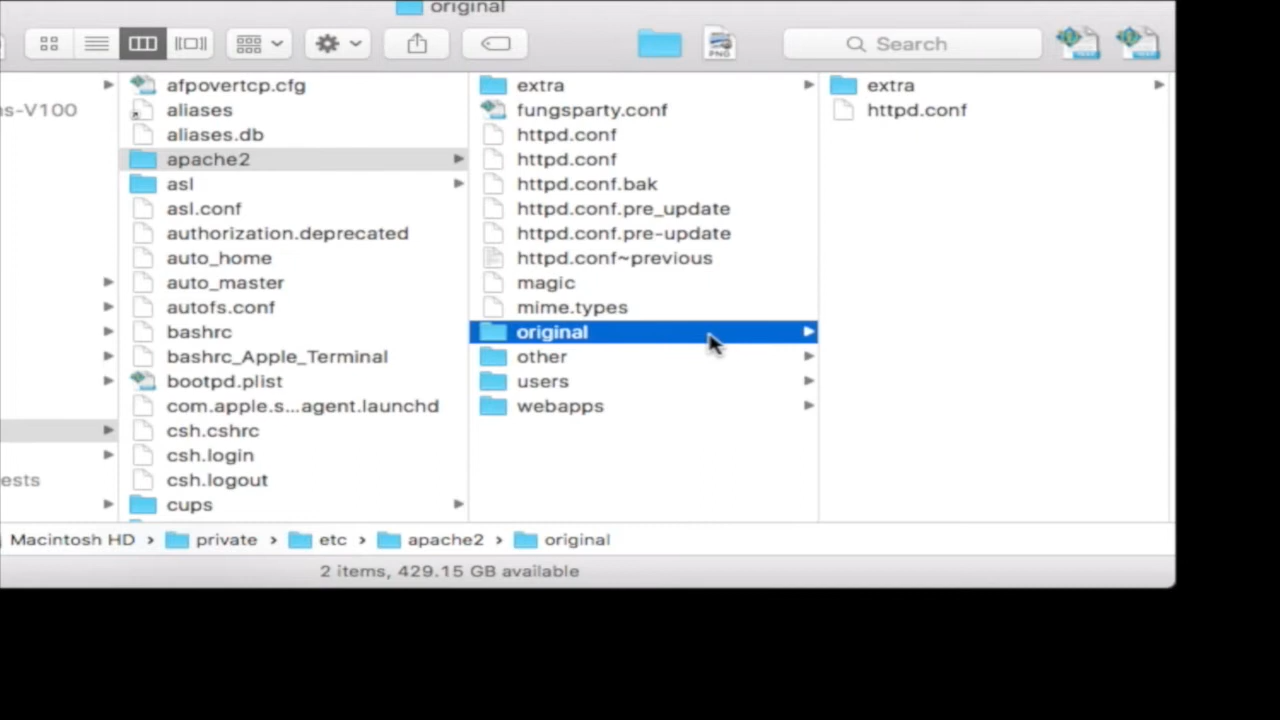 original
Search
PNG
ns-V100
ests
afpovertcp.cfg
aliases
aliases.db
apache2
asl
asl.conf
authorization.deprecated
auto_home
auto_master
autofs.conf
bashrc
bashrc_Apple_Terminal
bootpd.plist
com.apple.s...agent.launchd
csh.cshrc
csh.login
csh.logout
cups
extra
fungsparty.conf
httpd.conf
httpd.conf
httpd.conf.bak
httpd.conf.pre_update
httpd.conf.pre-update
httpd.conf~previous
magic
mime.types
original
other
users
webapps
extra
httpd.conf
Macintosh HD › private › etc › apache2 › original
2 items, 429.15 GB available